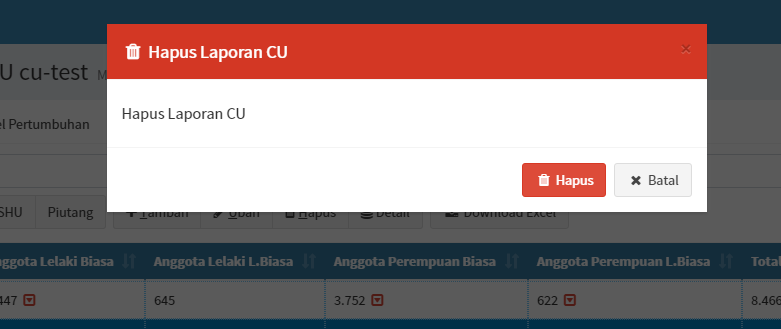 Hapus Laporan CU
×
U cu-test
Hapus Laporan CU
el Pertumbuhan
Hapus
Batal
SHU Piutang Tambah Ubah Hapus Detail Download Excel
nggota Lelaki Biasa Anggota Lelaki L.Biasa Anggota Perempuan Biasa Anggota Perempuan L.Biasa Total
447 645 3.752 622 8.466